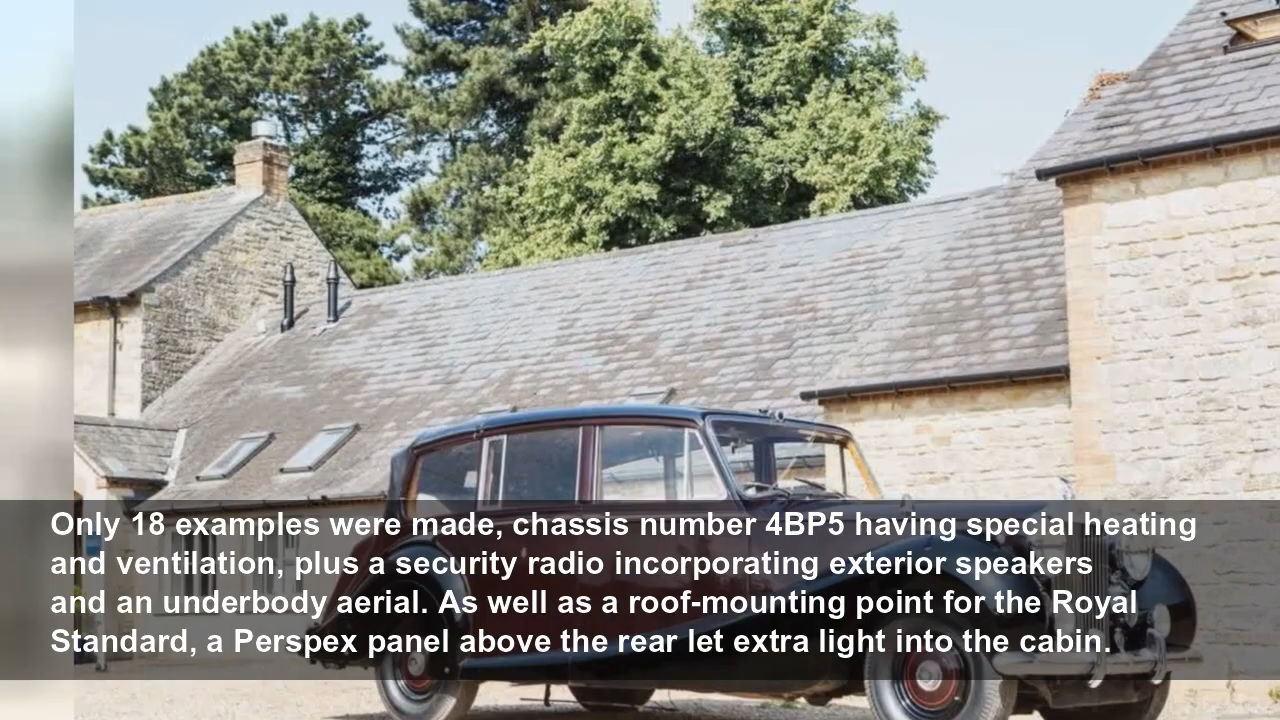 Only 18 examples were made, chassis number 4BP5 having special heating
and ventilation, plus a security radio incorporating exterior speakers
and an underbody aerial. As well as a roof-mounting point for the Royal
Standard, a Perspex panel above the rear let extra light into the cabin.